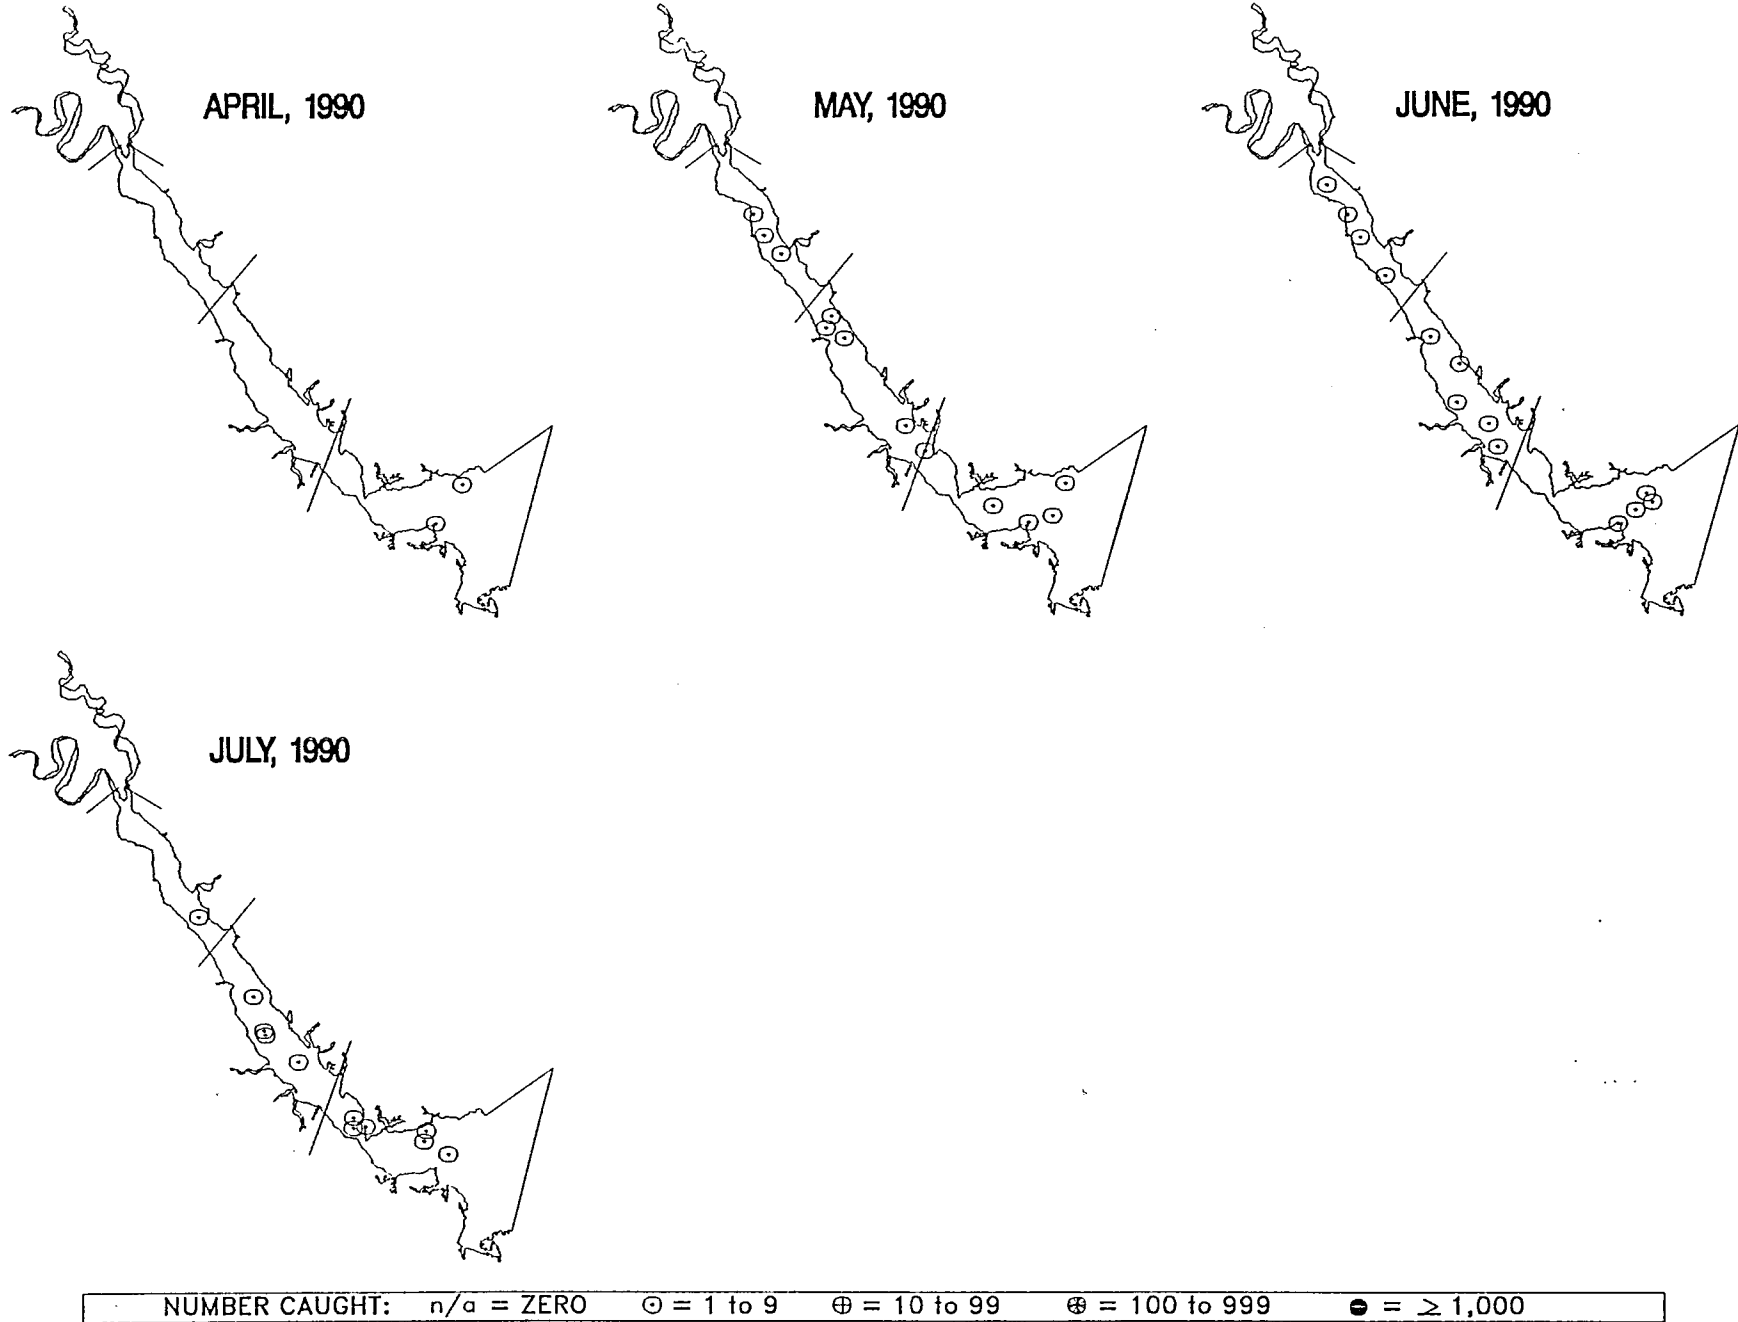 APRIL, 1990
MAY, 1990
JUNE, 1990
JULY, 1990
NUMBER CAUGHT: n/a = ZERO ⊙ = 1 to 9 ⊕ = 10 to 99 ⊛ = 100 to 999 ⊖ = ≥ 1,000